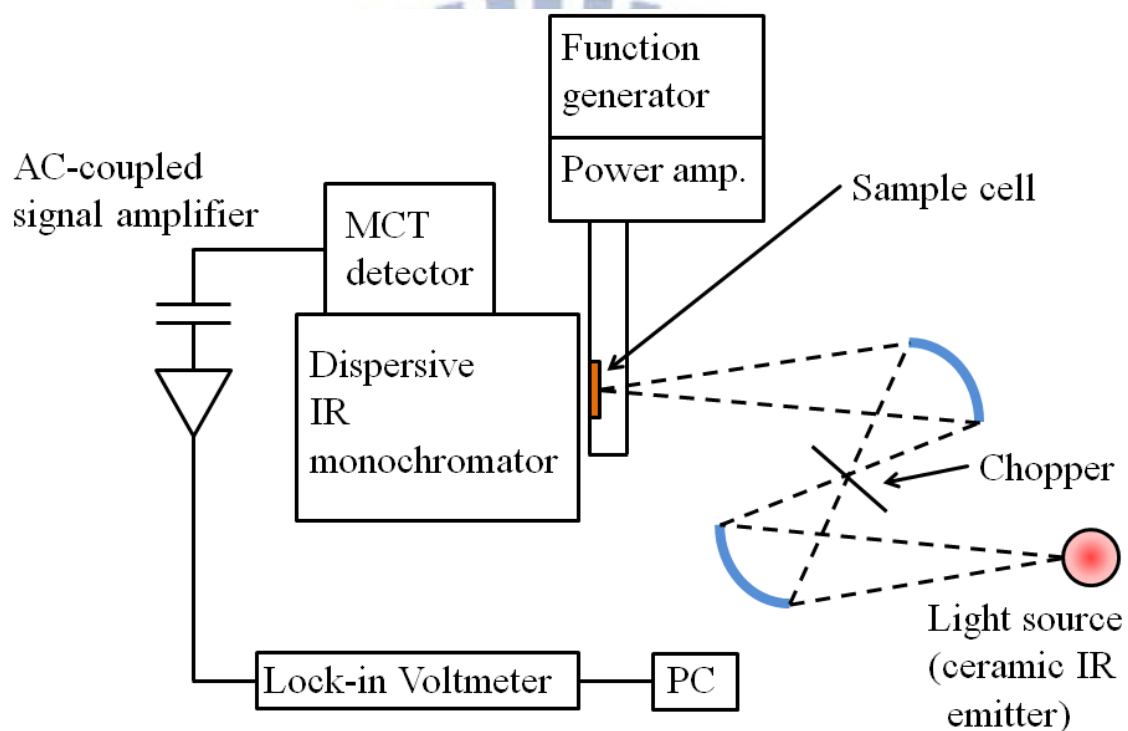 Function
generator
Power amp.
AC-coupled
signal amplifier
MCT
detector
Sample cell
Dispersive
IR
monochromator
Chopper
Light source
(ceramic IR
emitter)
Lock-in Voltmeter
PC